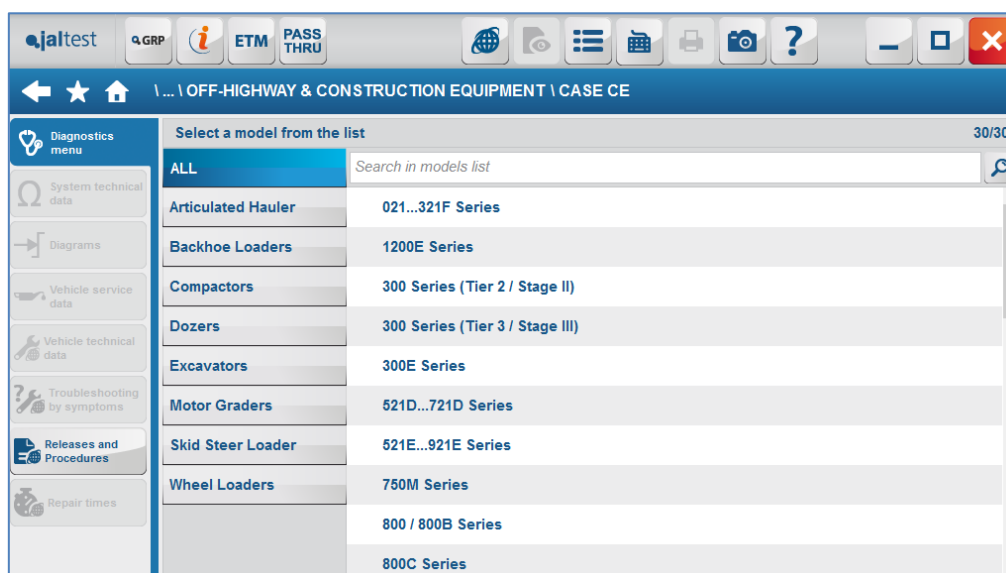 jaltest
GRP
i
ETM
PASS
THRU
?
\ ... \ OFF-HIGHWAY & CONSTRUCTION EQUIPMENT \ CASE CE
Diagnostics
menu
System technical
data
Diagrams
Vehicle service
data
Vehicle technical
data
Troubleshooting
by symptoms
Releases and
Procedures
Repair times
Select a model from the list
30/30
ALL
Articulated Hauler
Backhoe Loaders
Compactors
Dozers
Excavators
Motor Graders
Skid Steer Loader
Wheel Loaders
Search in models list
021...321F Series
1200E Series
300 Series (Tier 2 / Stage II)
300 Series (Tier 3 / Stage III)
300E Series
521D...721D Series
521E...921E Series
750M Series
800 / 800B Series
800C Series